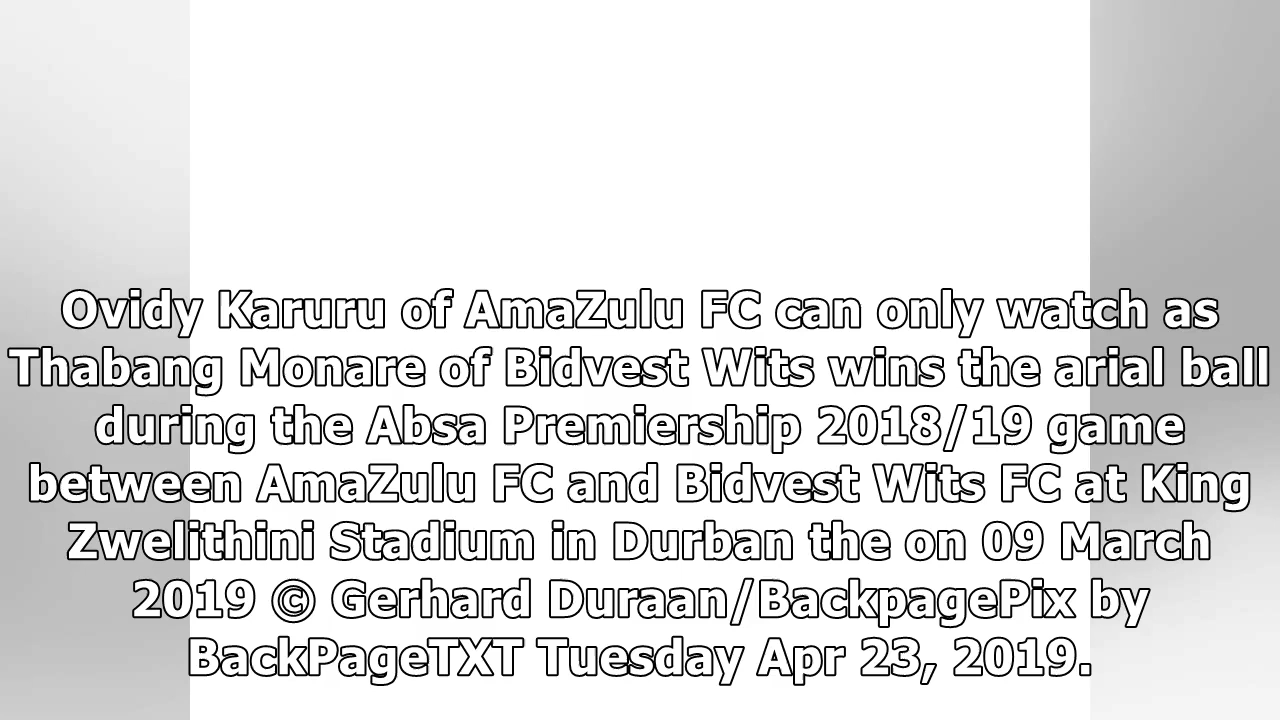 Ovidy Karuru of AmaZulu FC can only watch as
Thabang Monare of Bidvest Wits wins the arial ball
during the Absa Premiership 2018/19 game
between AmaZulu FC and Bidvest Wits FC at King
Zwelithini Stadium in Durban the on 09 March
2019 © Gerhard Duraan/BackpagePix by
BackPageTXT Tuesday Apr 23, 2019.